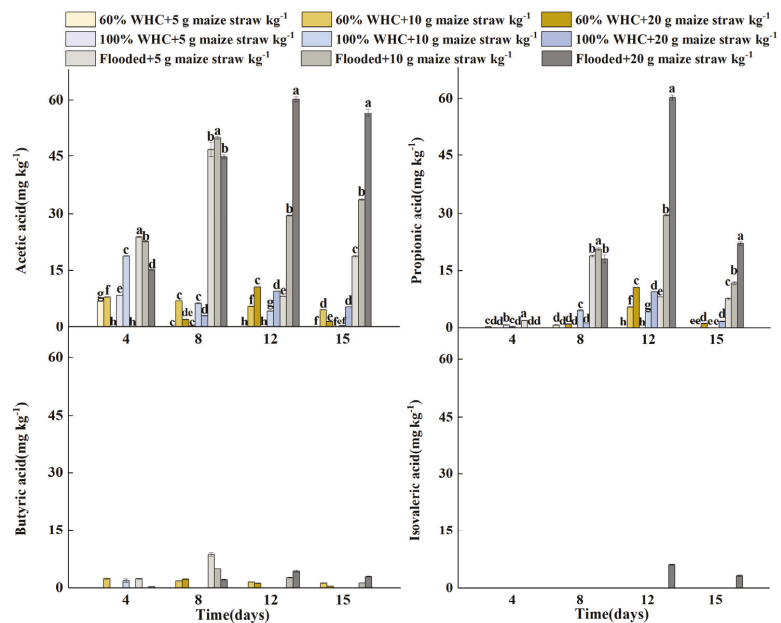 60% WHC+5 g maize straw kg-1 60% WHC+10 g maize straw kg-1 60% WHC+20 g maize straw kg-1
100% WHC+5 g maize straw kg-1 100% WHC+10 g maize straw kg-1 100% WHC+20 g maize straw kg-1
Flooded+5 g maize straw kg-1 Flooded+10 g maize straw kg-1 Flooded+20 g maize straw kg-1
Acetic acid(mg kg-1)
60
45
30
15
0
g f h e c h a b d
c d e c d b a b
f c h g d e b a
f c e f e f d c b a
4 8 12 15
Propionic acid(mg kg-1)
60
45
30
15
0
b a b
c d b a
h f c h g d e b a
e e d e e d c b a
4 8 12 15
Butyric acid(mg kg-1)
60
45
30
15
0
4 8 12 15
Time(days)
Isovaleric acid(mg kg-1)
60
45
30
15
0
4 8 12 15
Time(days)